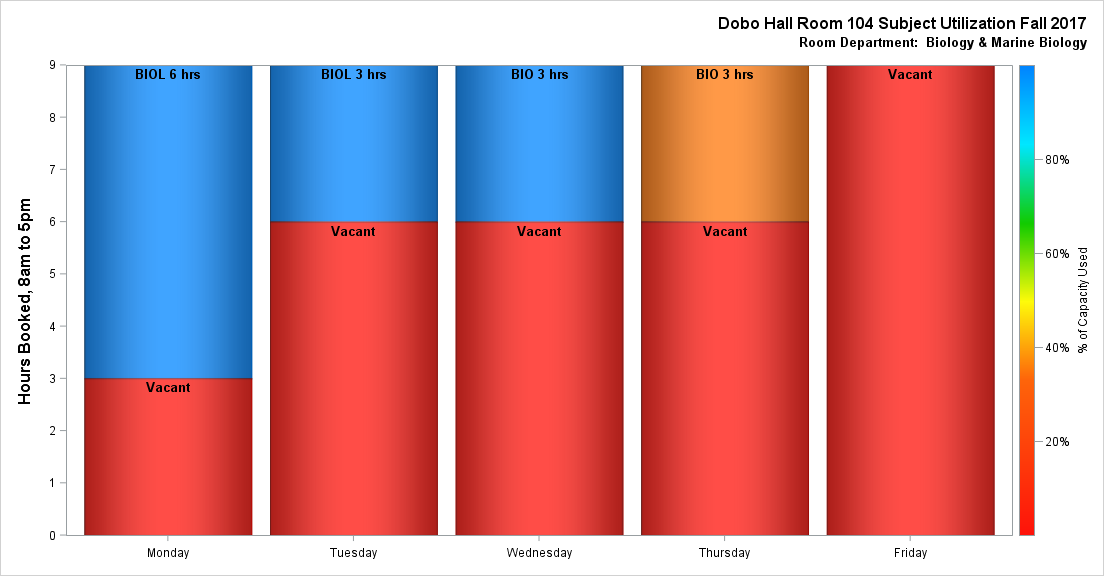 Dobo Hall Room 104 Subject Utilization Fall 2017
Room Department:  Biology & Marine Biology
Hours Booked, 8am to 5pm
9
8
7
6
5
4
3
2
1
0
BIOL 6 hrs
Vacant
BIOL 3 hrs
Vacant
BIO 3 hrs
Vacant
BIO 3 hrs
Vacant
Vacant
Monday
Tuesday
Wednesday
Thursday
Friday
80%
60%
40%
20%
% of Capacity Used